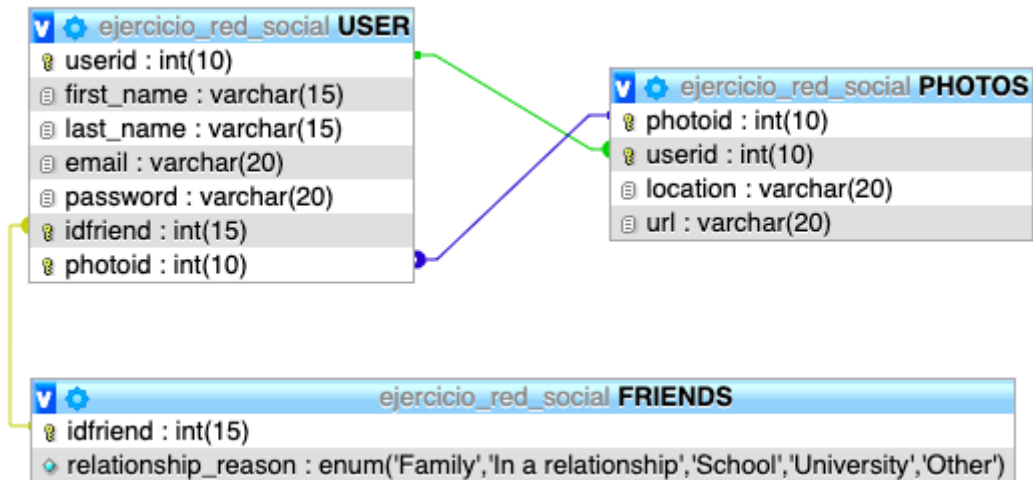 v ejercicio_red_social USER
userid : int(10)
first_name : varchar(15)
last_name : varchar(15)
email : varchar(20)
password : varchar(20)
idfriend : int(15)
photoid : int(10)
v ejercicio_red_social PHOTOS
photoid : int(10)
userid : int(10)
location : varchar(20)
url : varchar(20)
v ejercicio_red_social FRIENDS
idfriend : int(15)
relationship_reason : enum('Family','In a relationship','School','University','Other')